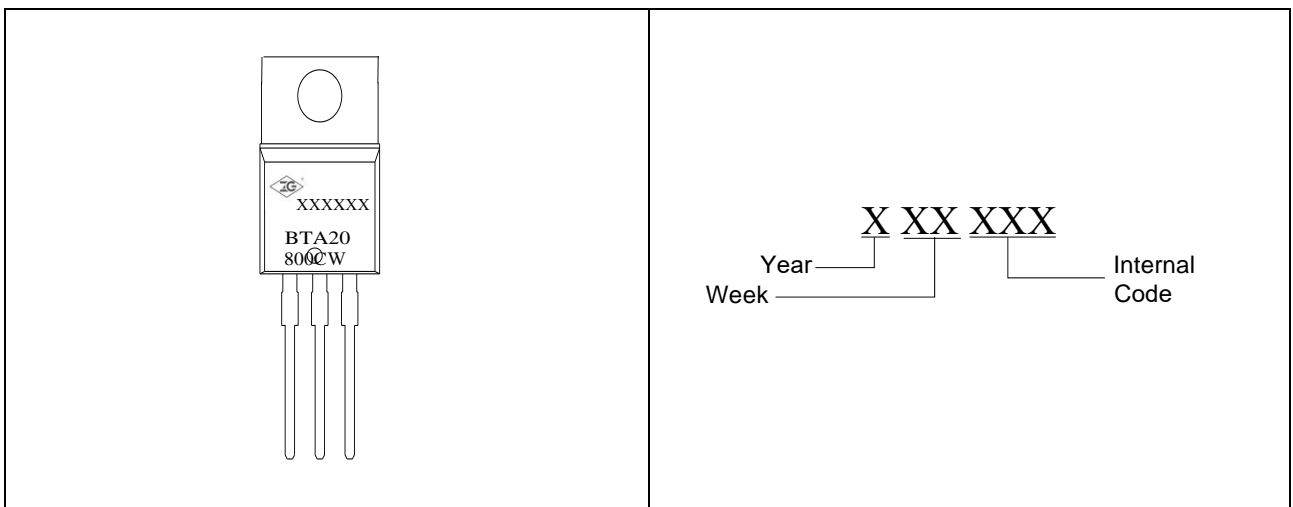 XXXXXX
BTA20
800CW
X XX XXX
Year
Week
Internal
Code